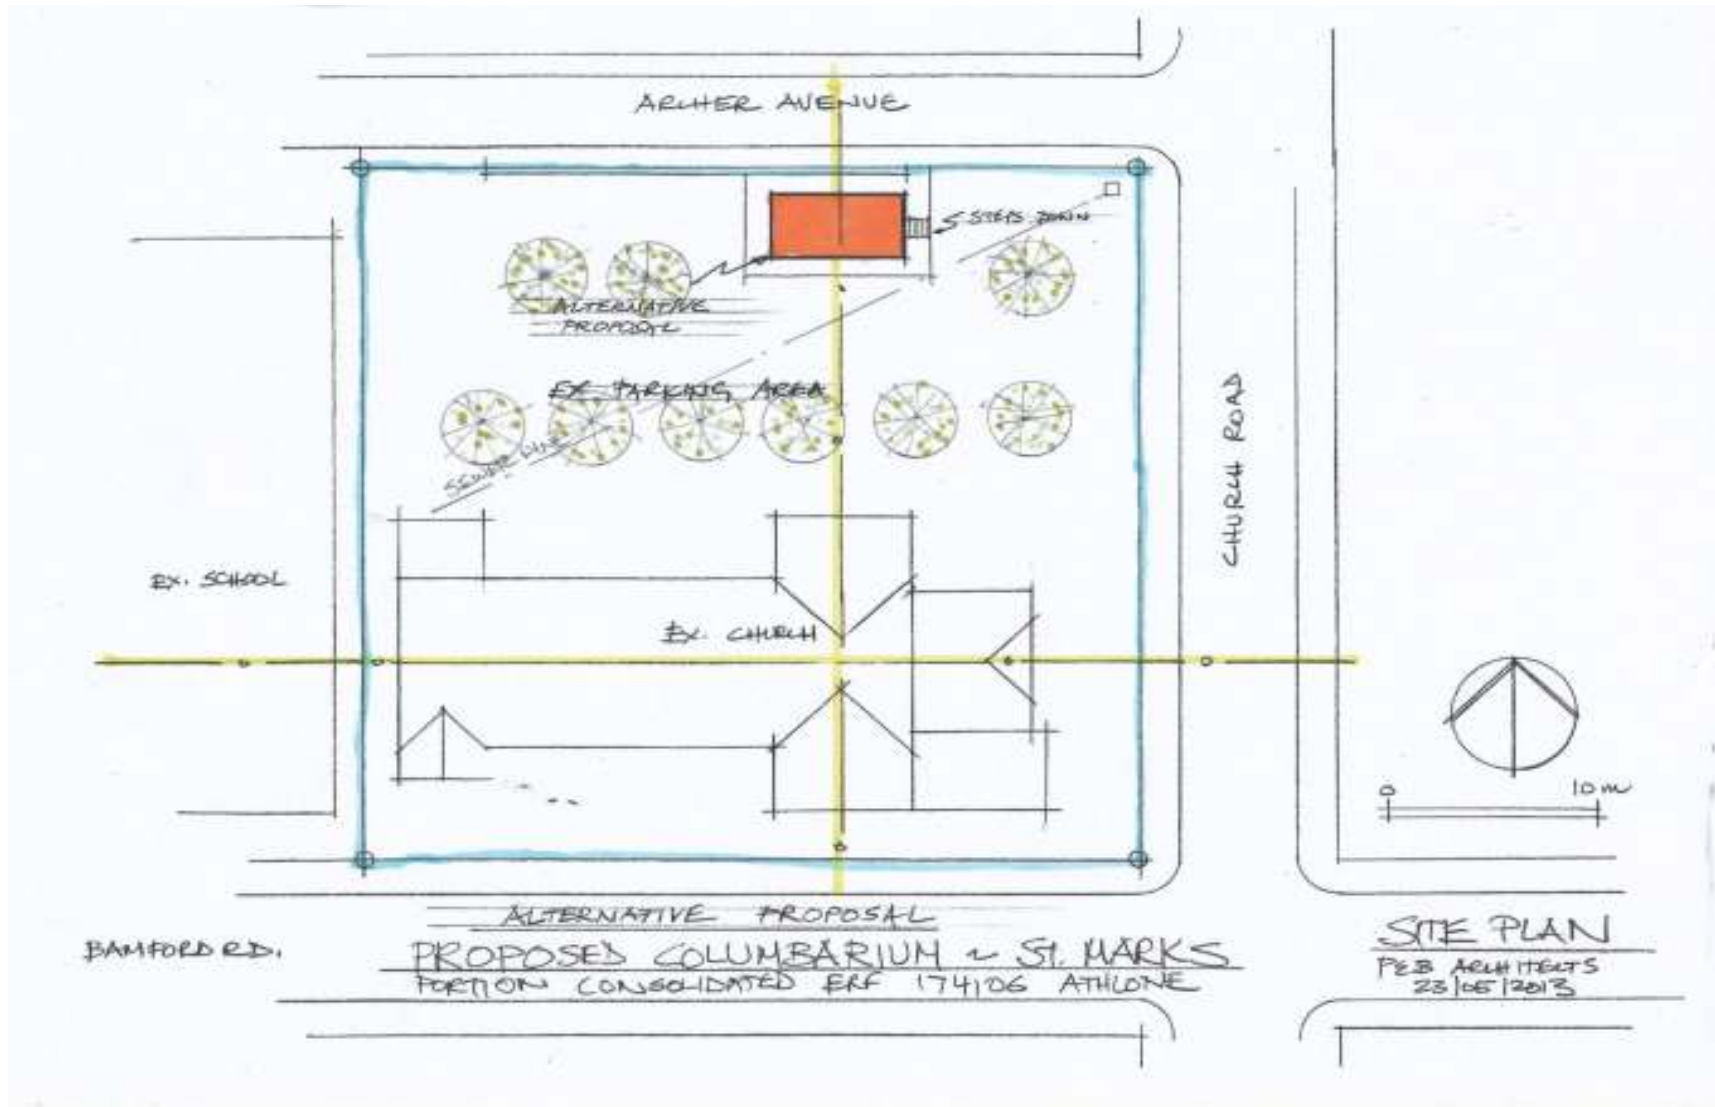 ARCHER AVENUE
STEPS DOWN
ALTERNATIVE
PROPOSAL
EX. PARKING AREA
SEWER LINE
CHURCH ROAD
EX. SCHOOL
EX. CHURCH
0 10m
ALTERNATIVE PROPOSAL
BAMFORD RD.
PROPOSED COLUMBARIUM ~ St. MARKS
PORTION CONSOLIDATED ERF 174106 ATHLONE
SITE PLAN
P&B ARCHITECTS
23/05/2013